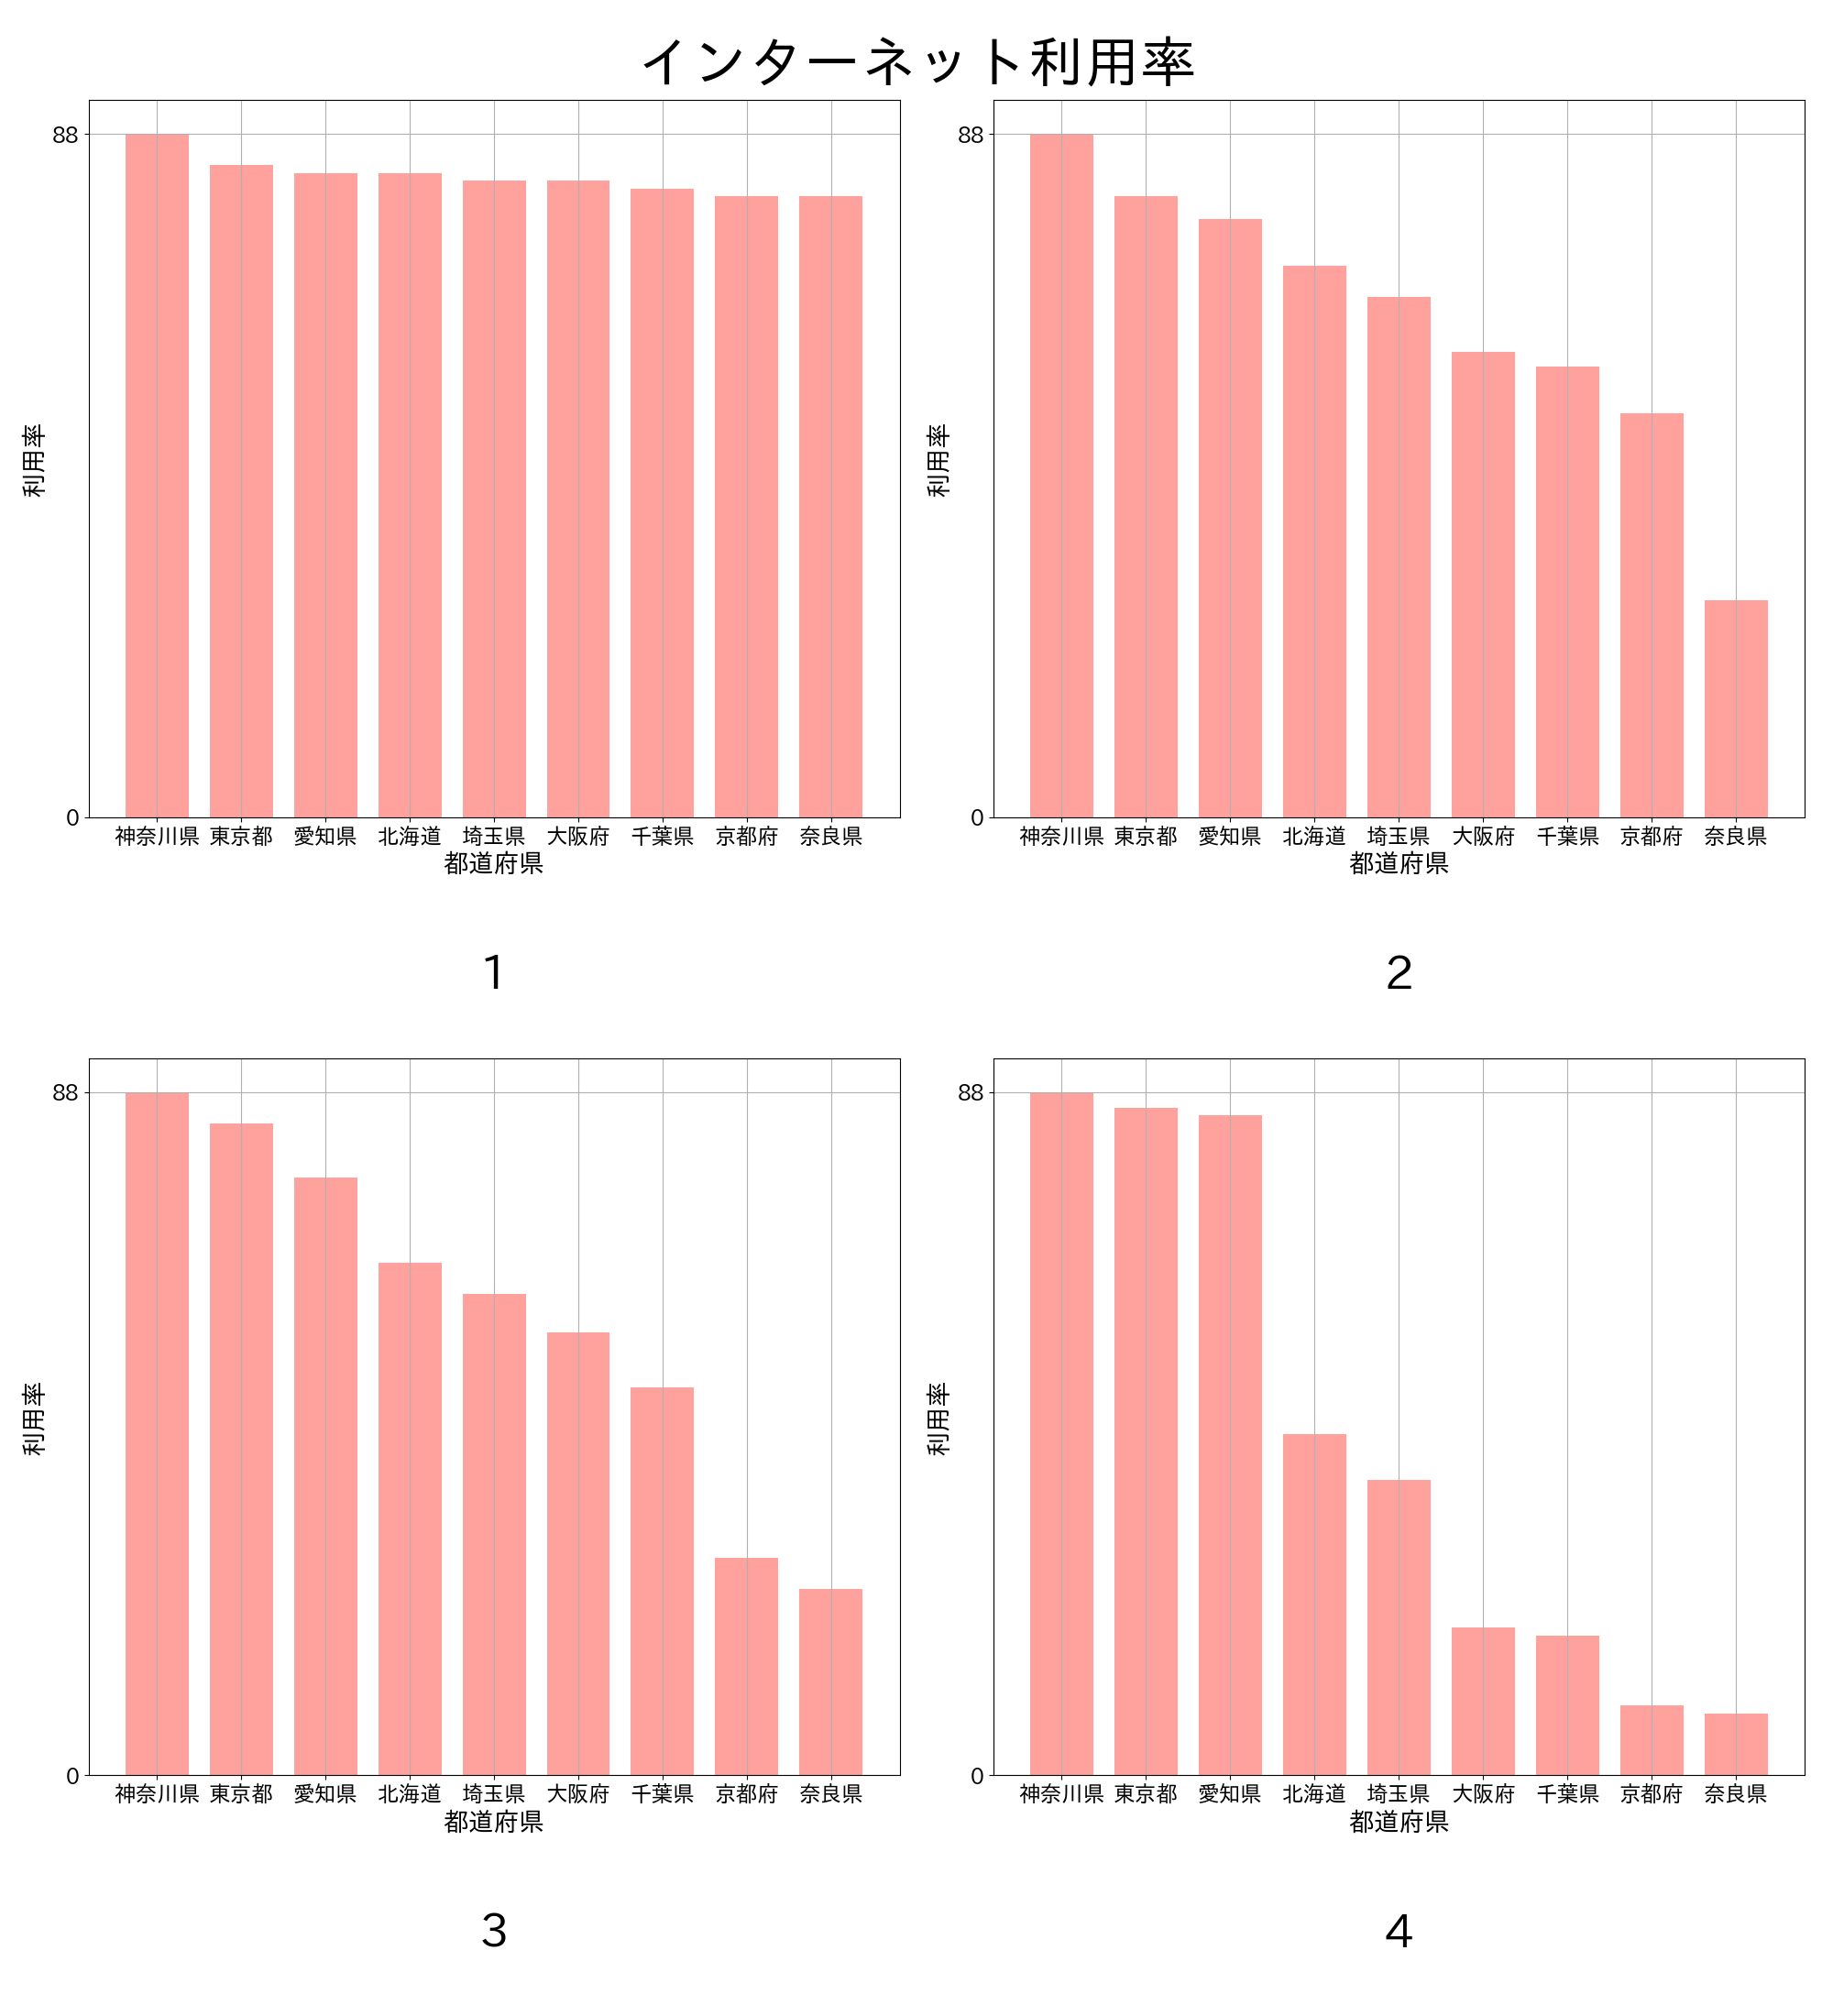 インターネット利用率
88
0
利用率
神奈川県 東京都 愛知県 北海道 埼玉県 大阪府 千葉県 京都府 奈良県
都道府県
1
88
0
利用率
神奈川県 東京都 愛知県 北海道 埼玉県 大阪府 千葉県 京都府 奈良県
都道府県
2
88
0
利用率
神奈川県 東京都 愛知県 北海道 埼玉県 大阪府 千葉県 京都府 奈良県
都道府県
3
88
0
利用率
神奈川県 東京都 愛知県 北海道 埼玉県 大阪府 千葉県 京都府 奈良県
都道府県
4